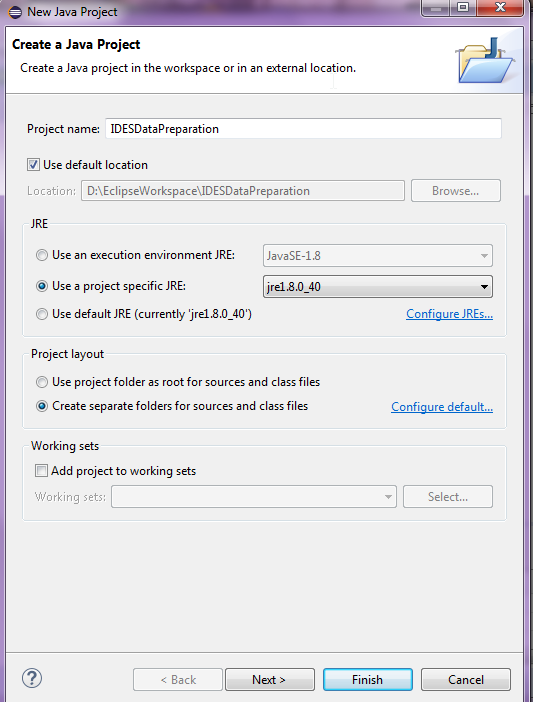 New Java Project
Create a Java Project
Create a Java project in the workspace or in an external location.
Project name: IDESDataPreparation
Use default location
Location: D:\EclipseWorkspace\IDESDataPreparation Browse...
JRE
Use an execution environment JRE: JavaSE-1.8
Use a project specific JRE: jre1.8.0_40
Use default JRE (currently 'jre1.8.0_40') Configure JREs...
Project layout
Use project folder as root for sources and class files
Create separate folders for sources and class files Configure default...
Working sets
Add project to working sets
Working sets: Select...
? < Back Next > Finish Cancel